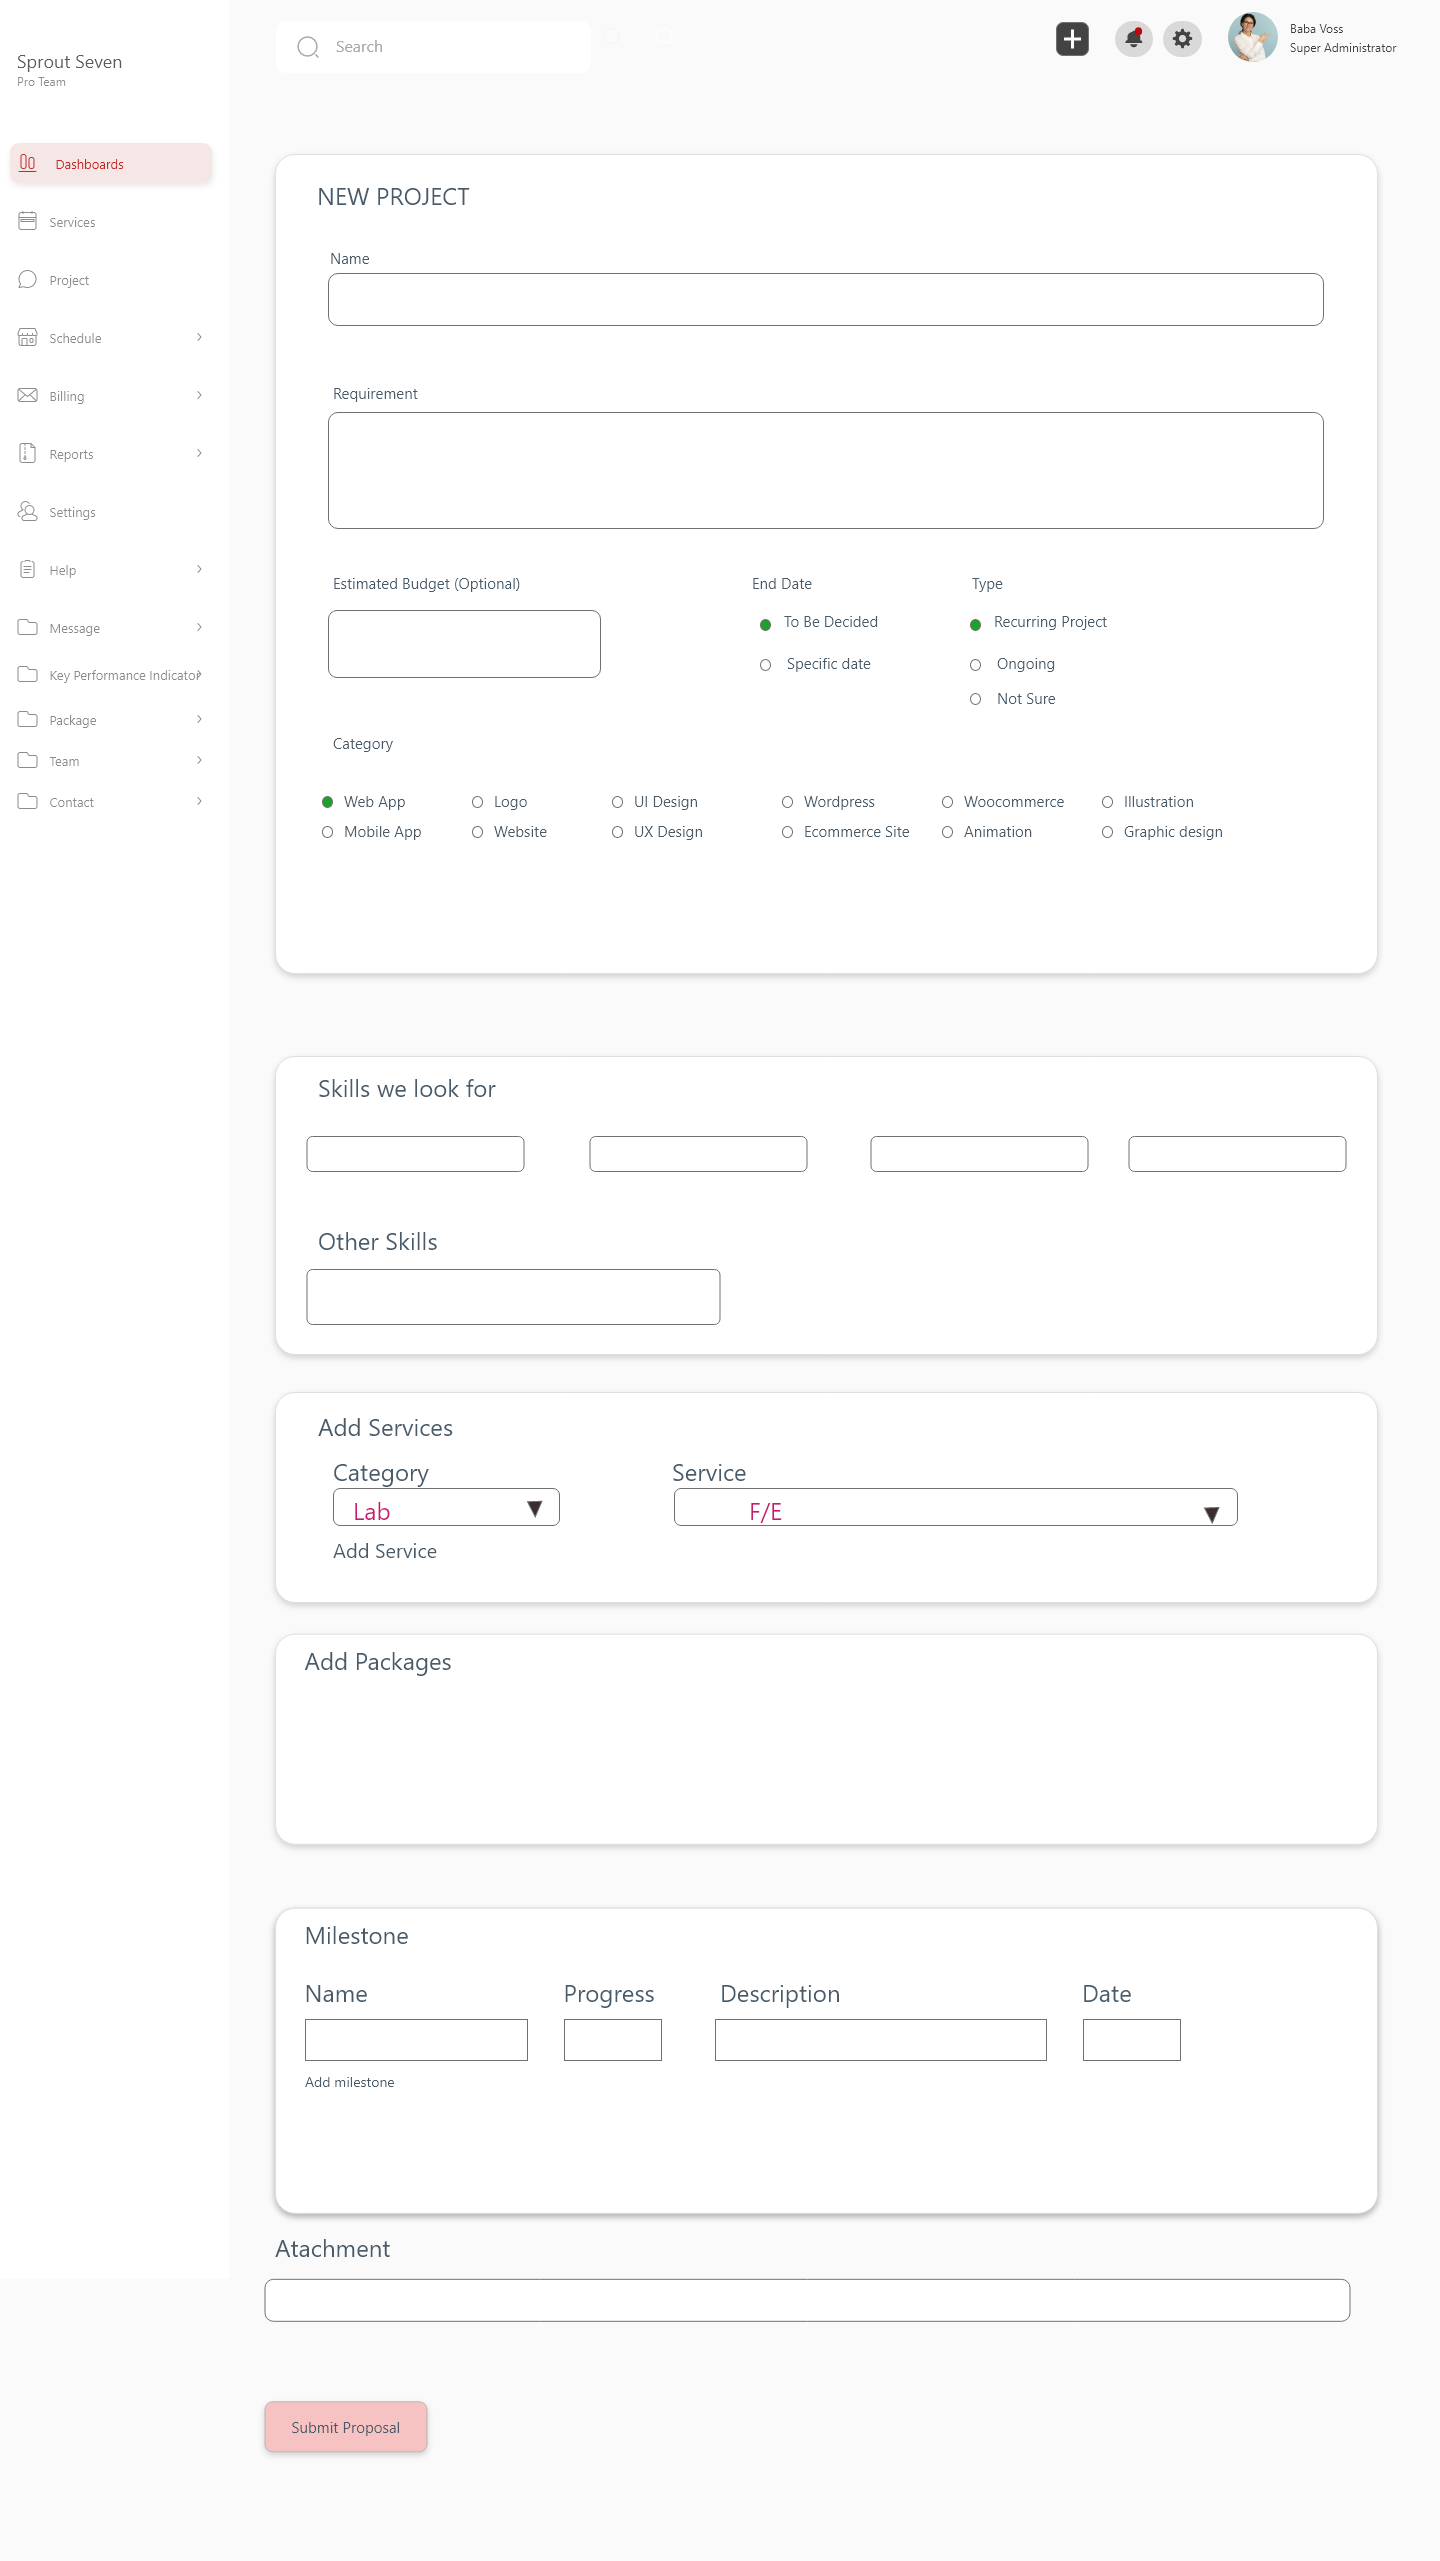 Sprout Seven
Pro Team
Search
Baba Voss
Super Administrator
Dashboards
Services
Project
Schedule
Billing
Reports
Settings
Help
Message
Key Performance Indicator
Package
Team
Contact
NEW PROJECT
Name
Requirement
Estimated Budget (Optional)
End Date
Type
To Be Decided
Recurring Project
Specific date
Ongoing
Not Sure
Category
Web App
Logo
UI Design
Wordpress
Woocommerce
Illustration
Mobile App
Website
UX Design
Ecommerce Site
Animation
Graphic design
Skills we look for
Other Skills
Add Services
Category
Service
Lab
F/E
Add Service
Add Packages
Milestone
Name
Progress
Description
Date
Add milestone
Atachment
Submit Proposal